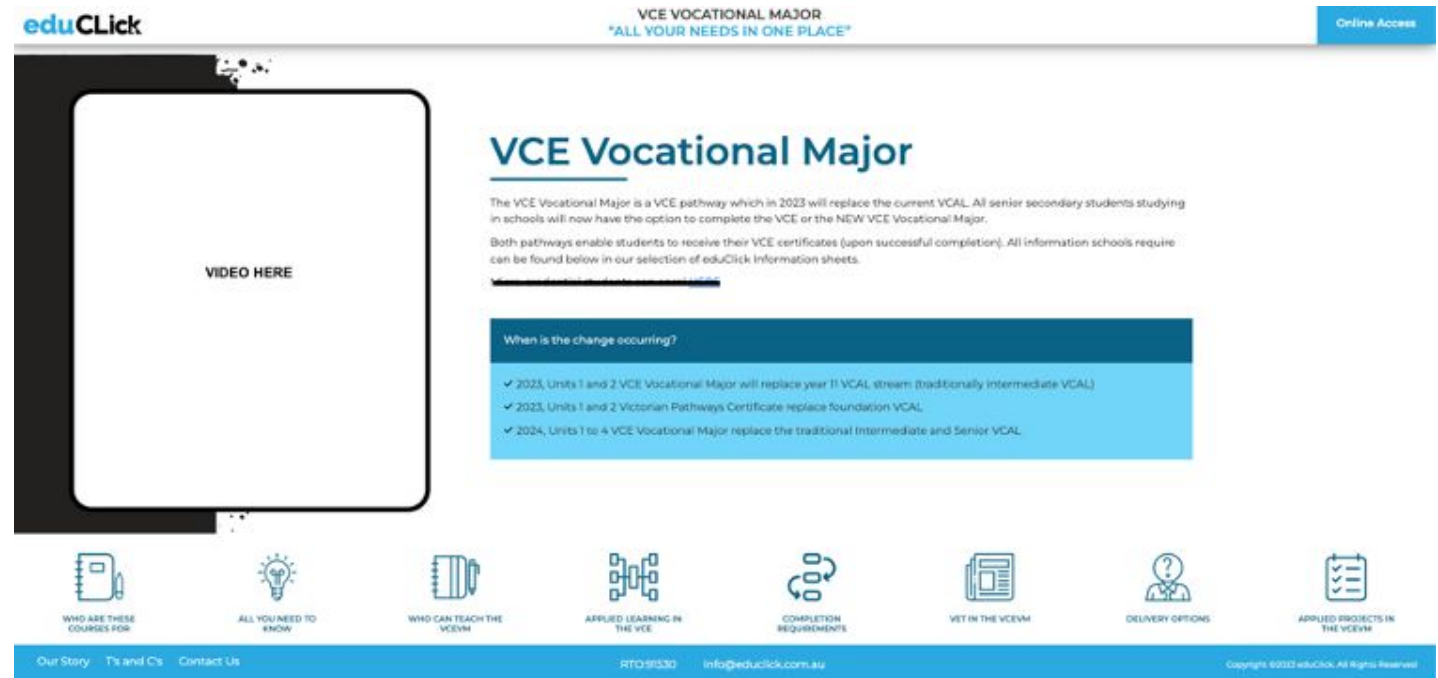 eduCLick
VCE VOCATIONAL MAJOR
"ALL YOUR NEEDS IN ONE PLACE"
Online Access
VIDEO HERE
VCE Vocational Major
The VCE Vocational Major is a VCE pathway which in 2023 will replace the current VCAL. All senior secondary students studying
in schools will now have the option to complete the VCE or the NEW VCE Vocational Major.
Both pathways enable students to receive their VCE certificates (upon successful completion). All information schools require
can be found below in our selection of eduClick Information sheets.
When is the change occurring?
✔ 2023, Units 1 and 2 VCE Vocational Major will replace year 11 VCAL stream (traditionally intermediate VCAL)
✔ 2023, Units 1 and 2 Victorian Pathways Certificate replace foundation VCAL
✔ 2024, Units 1 to 4 VCE Vocational Major replace the traditional Intermediate and Senior VCAL
WHO ARE THESE
COURSES FOR
ALL YOU NEED TO
KNOW
WHO CAN TEACH THE
VCEVM
APPLIED LEARNING IN
THE VCE
COMPLETION
REQUIREMENTS
VET IN THE VCEVM
DELIVERY OPTIONS
APPLIED PROJECTS IN
THE VCEVM
Our Story T's and C's Contact Us
RTO:91530 Info@educlick.com.au
Copyright ©2023 eduClick. All Rights Reserved